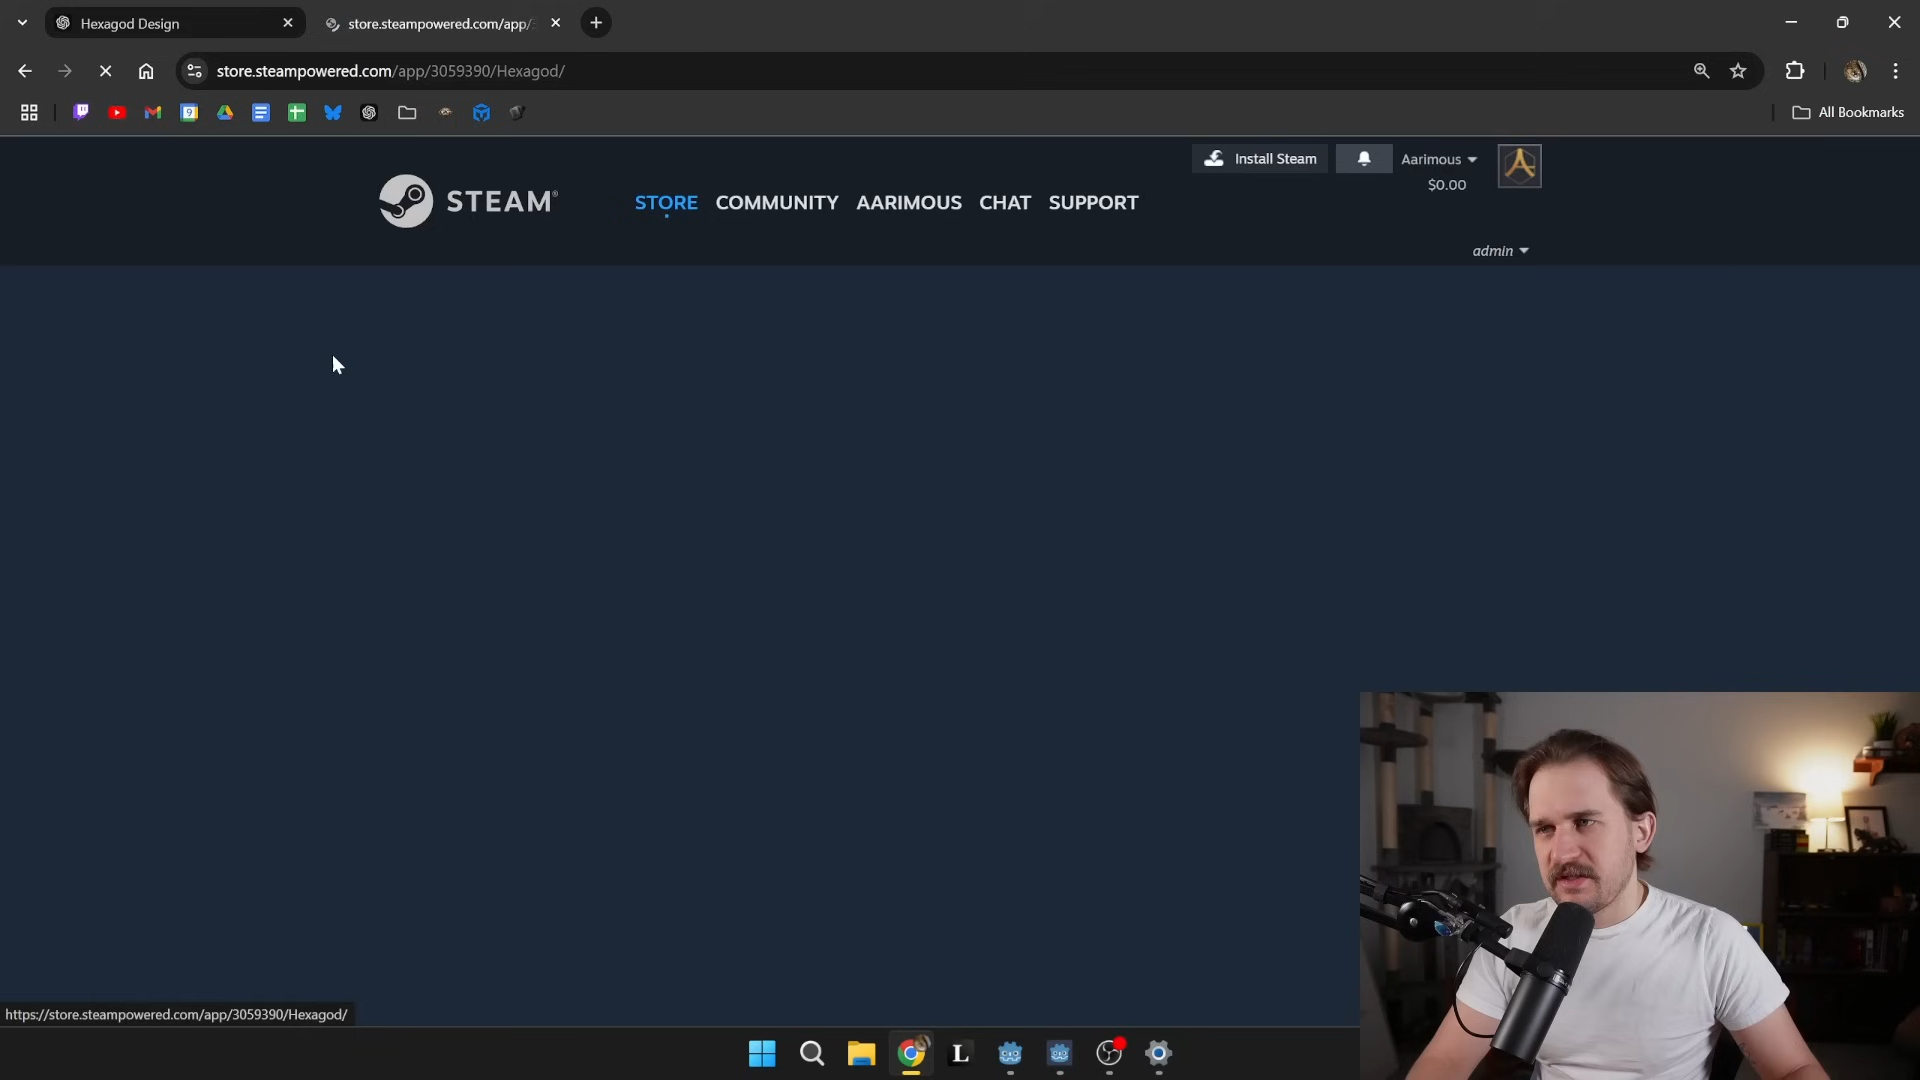 Hexagod Design
store.steampowered.com/app/
store.steampowered.com/app/3059390/Hexagod/
All Bookmarks
Install Steam
Aarimous
$0.00
STEAM®
STORE
COMMUNITY
AARIMOUS
CHAT
SUPPORT
admin
https://store.steampowered.com/app/3059390/Hexagod/